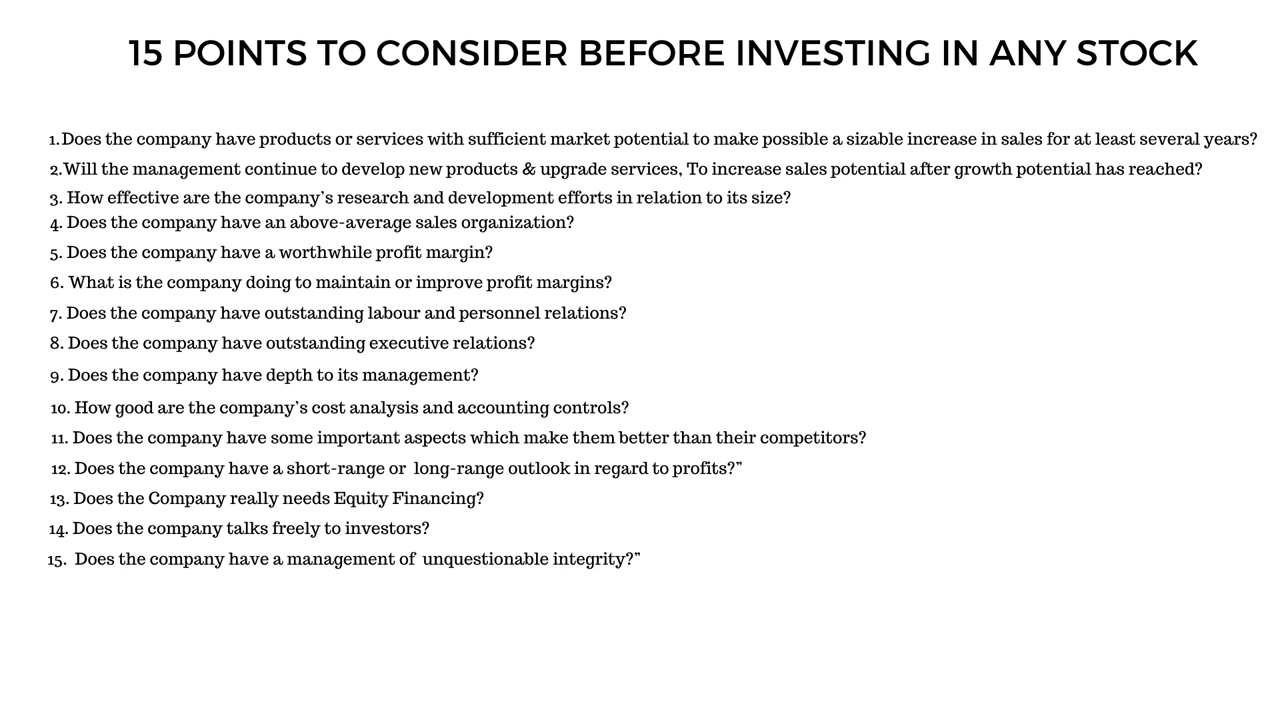 15 POINTS TO CONSIDER BEFORE INVESTING IN ANY STOCK
1.Does the company have products or services with sufficient market potential to make possible a sizable increase in sales for at least several years?
2.Will the management continue to develop new products & upgrade services, To increase sales potential after growth potential has reached?
3. How effective are the company's research and development efforts in relation to its size?
4. Does the company have an above-average sales organization?
5. Does the company have a worthwhile profit margin?
6. What is the company doing to maintain or improve profit margins?
7. Does the company have outstanding labour and personnel relations?
8. Does the company have outstanding executive relations?
9. Does the company have depth to its management?
10. How good are the company's cost analysis and accounting controls?
11. Does the company have some important aspects which make them better than their competitors?
12. Does the company have a short-range or  long-range outlook in regard to profits?”
13. Does the Company really needs Equity Financing?
14. Does the company talks freely to investors?
15.  Does the company have a management of  unquestionable integrity?”